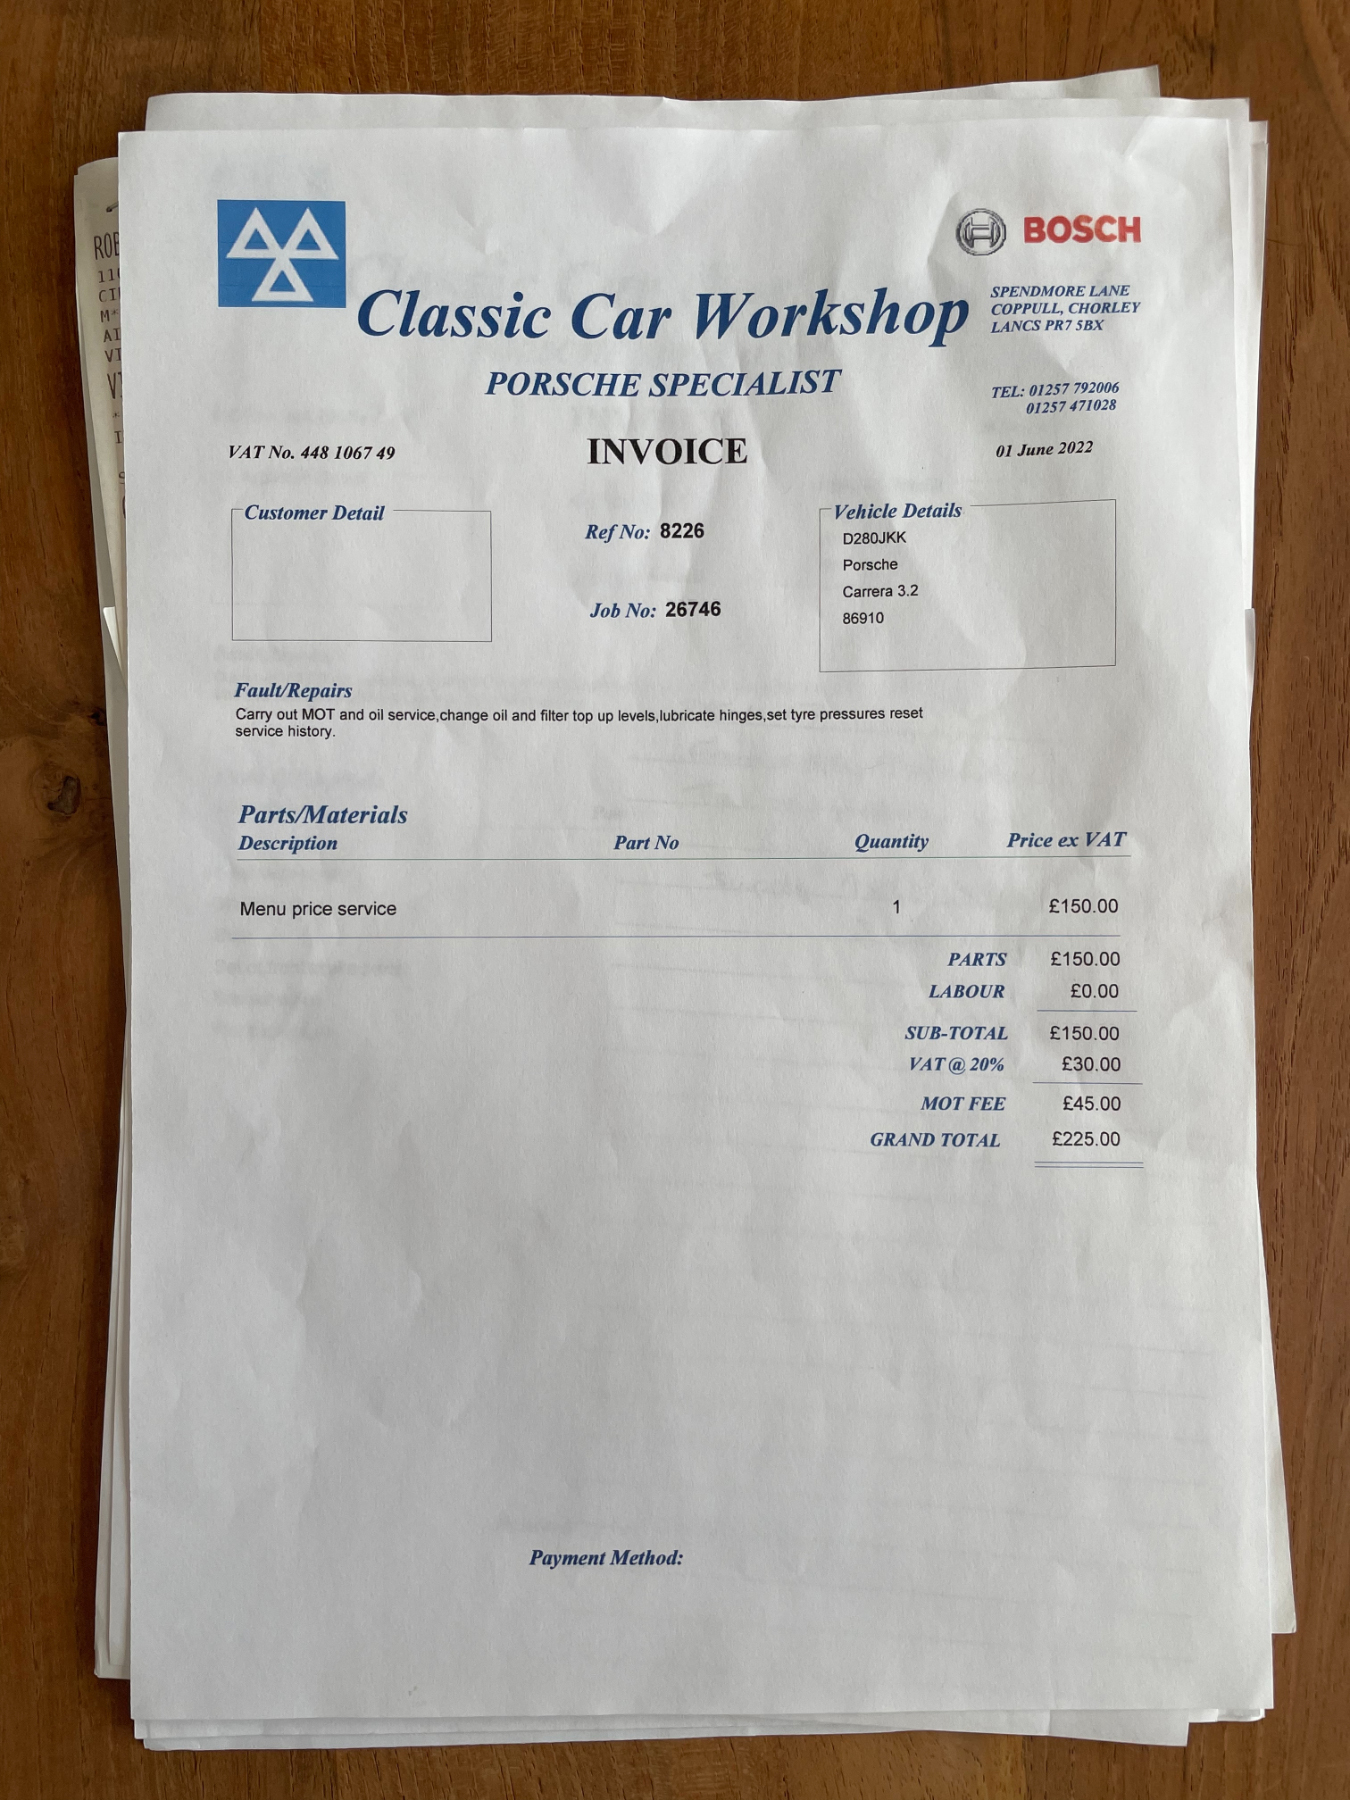 BOSCH
Classic Car Workshop
SPENDMORE LANE
COPPULL, CHORLEY
LANCS PR7 5BX
PORSCHE SPECIALIST
TEL: 01257 792006
01257 471028
VAT No. 448 1067 49
INVOICE
01 June 2022
Customer Detail
Ref No: 8226
Job No: 26746
Vehicle Details
D280JKK
Porsche
Carrera 3.2
86910
Fault/Repairs
Carry out MOT and oil service,change oil and filter top up levels,lubricate hinges,set tyre pressures reset
service history.
Parts/Materials
Description Part No Quantity Price ex VAT
Menu price service 1 £150.00
PARTS £150.00
LABOUR £0.00
SUB-TOTAL £150.00
VAT @ 20% £30.00
MOT FEE £45.00
GRAND TOTAL £225.00
Payment Method: